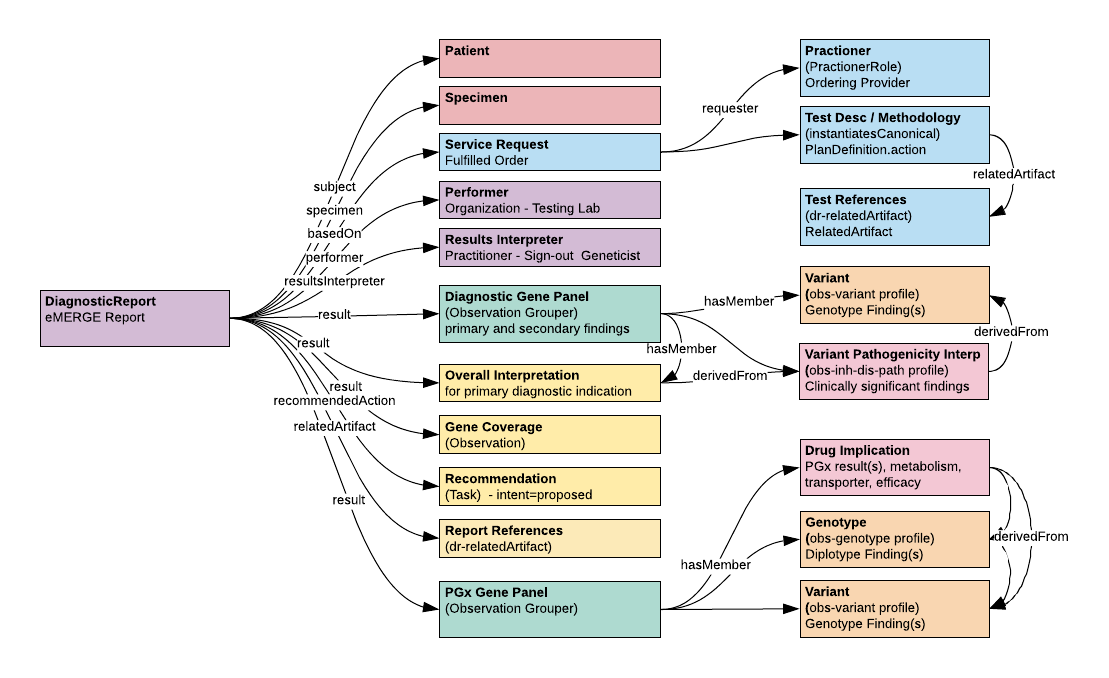 DiagnosticReport
eMERGE Report
subject
specimen
basedOn
performer
resultsInterpreter
result
result
result
recommendedAction
relatedArtifact
result
Patient
Specimen
Service Request
Fulfilled Order
Performer
Organization - Testing Lab
Results Interpreter
Practitioner - Sign-out Geneticist
Diagnostic Gene Panel
(Observation Grouper)
primary and secondary findings
Overall Interpretation
for primary diagnostic indication
Gene Coverage
(Observation)
Recommendation
(Task) - intent=proposed
Report References
(dr-relatedArtifact)
PGx Gene Panel
(Observation Grouper)
requester
hasMember
hasMember
derivedFrom
hasMember
Practioner
(PractionerRole)
Ordering Provider
Test Desc / Methodology
(instantiatesCanonical)
PlanDefinition.action
relatedArtifact
Test References
(dr-relatedArtifact)
RelatedArtifact
Variant
(obs-variant profile)
Genotype Finding(s)
derivedFrom
Variant Pathogenicity Interp
(obs-inh-dis-path profile)
Clinically significant findings
Drug Implication
PGx result(s), metabolism,
transporter, efficacy
Genotype
(obs-genotype profile)
Diplotype Finding(s)
derivedFrom
Variant
(obs-variant profile)
Genotype Finding(s)